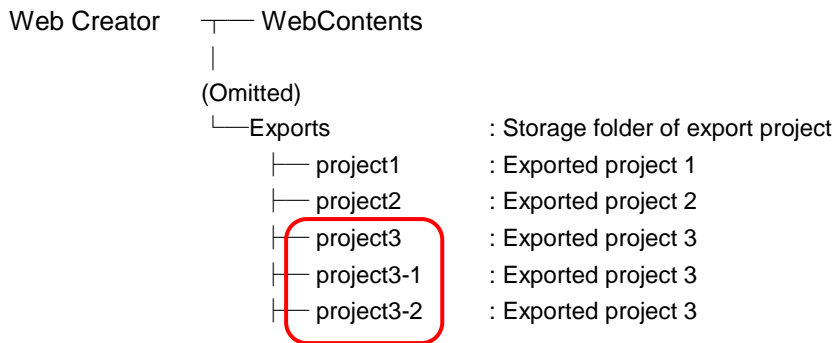 Web Creator WebContents
(Omitted)
Exports : Storage folder of export project
project1 : Exported project 1
project2 : Exported project 2
project3 : Exported project 3
project3-1 : Exported project 3
project3-2 : Exported project 3